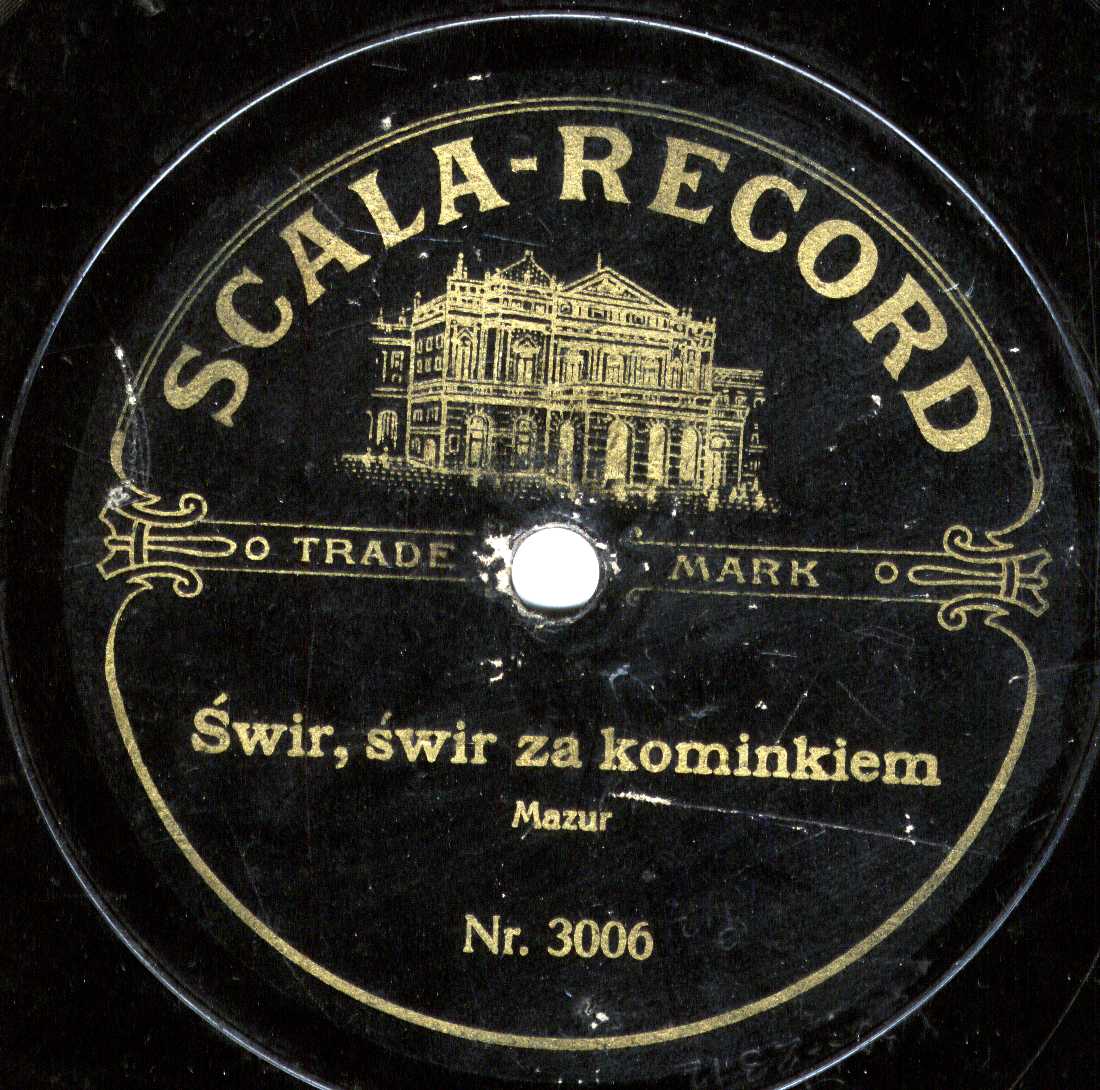 SCALA-RECORD
TRADE MARK
Świr, świr za kominkiem
Mazur
Nr. 3006